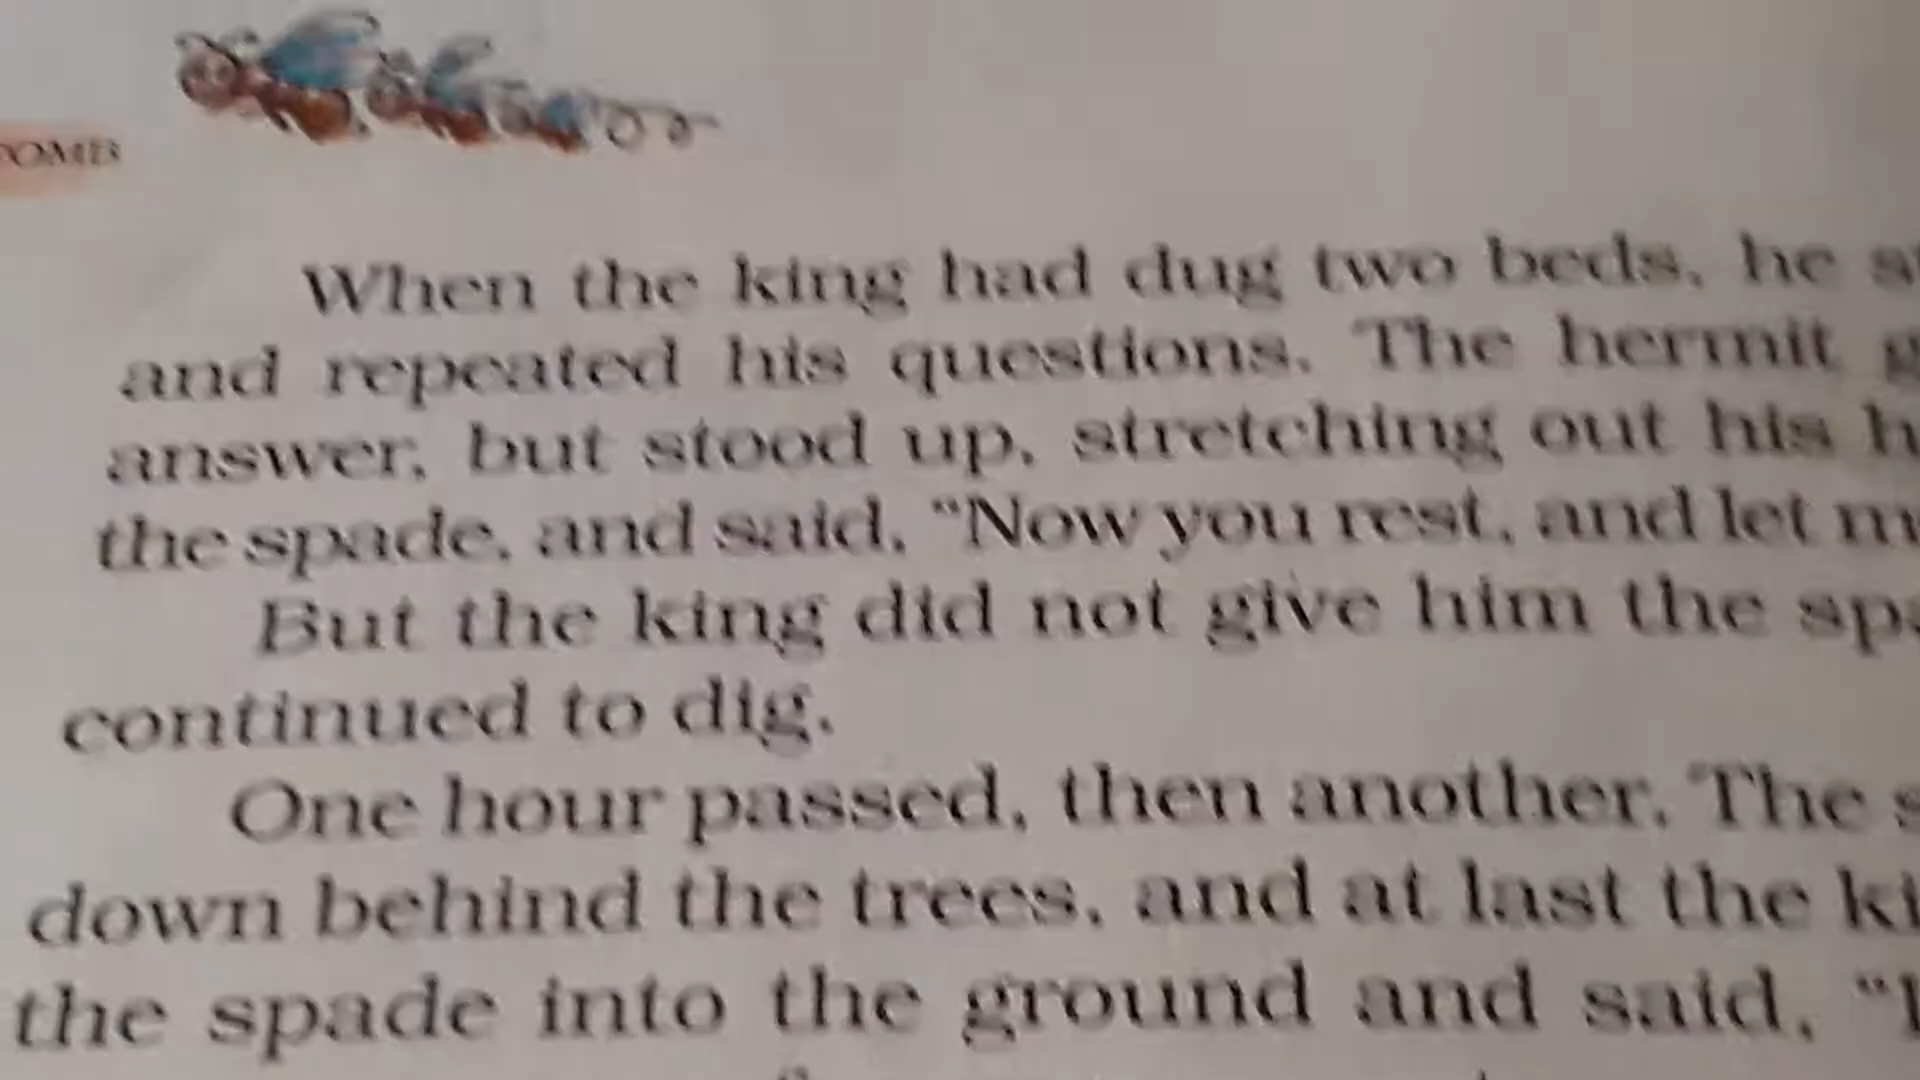 OMB
When the king had dug two beds, he
and repeated his questions. The hermit
answer, but stood up, stretching out his
the spade, and said, "Now you rest, and let
But the king did not give him the
continued to dig.
One hour passed, then another. The
down behind the trees, and at last the
the spade into the ground and said,